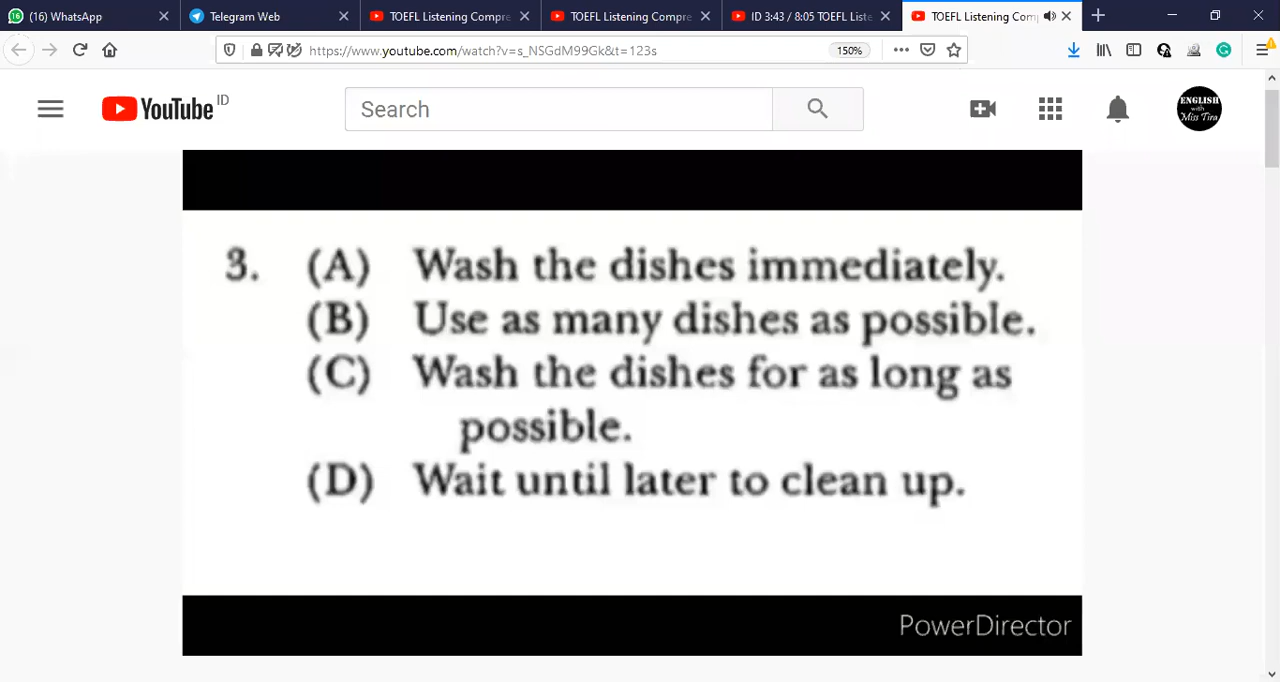 (16) WhatsApp
Telegram Web
TOEFL Listening Compre
TOEFL Listening Compre
ID 3:43 / 8:05 TOEFL Liste
TOEFL Listening Com
https://www.youtube.com/watch?v=s_NSGdM99Gk&t=123s
150%
YouTube ID
Search
ENGLISH
with
Miss Tira
3. (A) Wash the dishes immediately.
(B) Use as many dishes as possible.
(C) Wash the dishes for as long as
possible.
(D) Wait until later to clean up.
PowerDirector